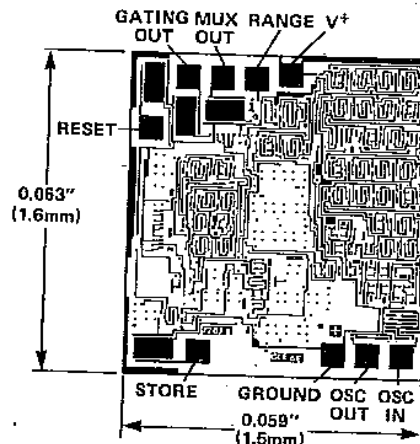 GATING MUX RANGE V+
OUT OUT
RESET
0.063"
(1.6mm)
STORE GROUND OSC OSC
OUT IN
0.059"
(1.5mm)